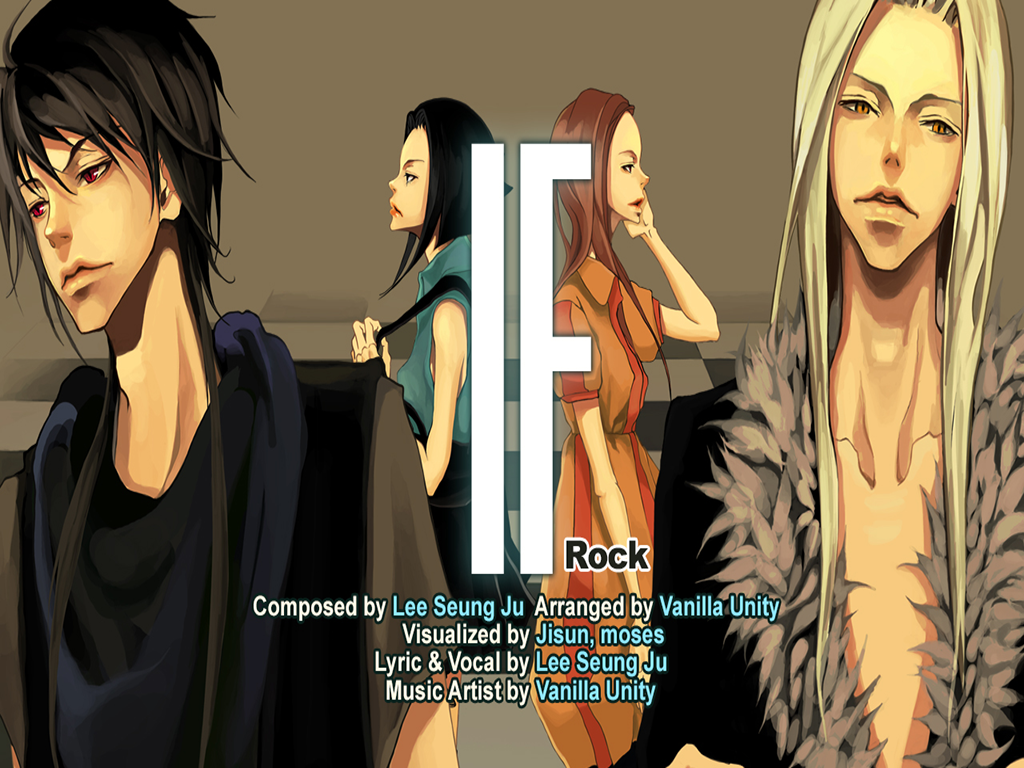 IF
Rock
Composed by Lee Seung Ju Arranged by Vanilla Unity
Visualized by Jisun, moses
Lyric & Vocal by Lee Seung Ju
Music Artist by Vanilla Unity